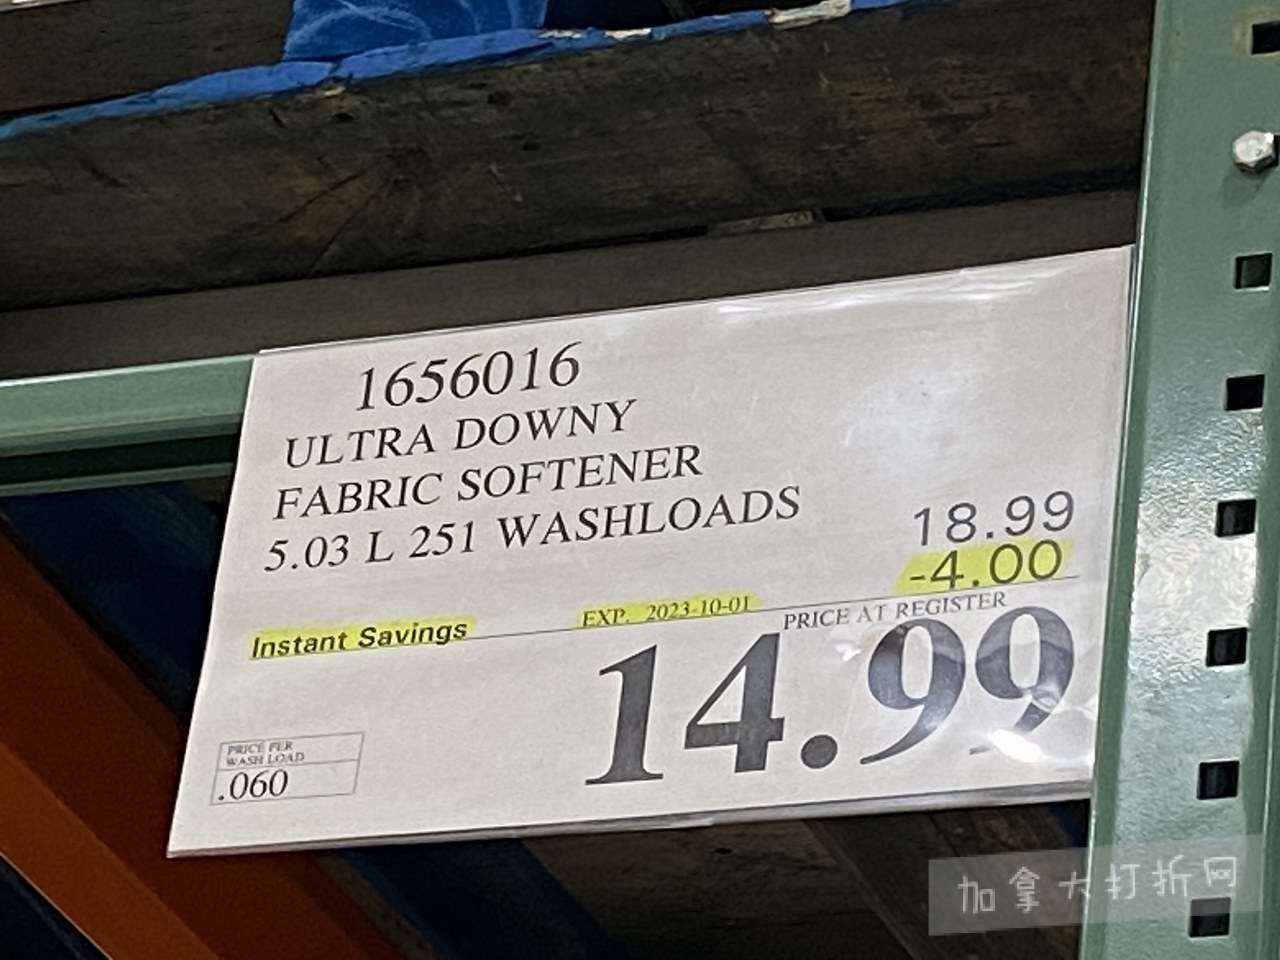 1656016
ULTRA DOWNY
FABRIC SOFTENER
5.03 L 251 WASHLOADS
18.99
-4.00
Instant Savings EXP. 2023-10-01 PRICE AT REGISTER
14.99
PRICE PER
WASH LOAD
.060
加拿大打折网